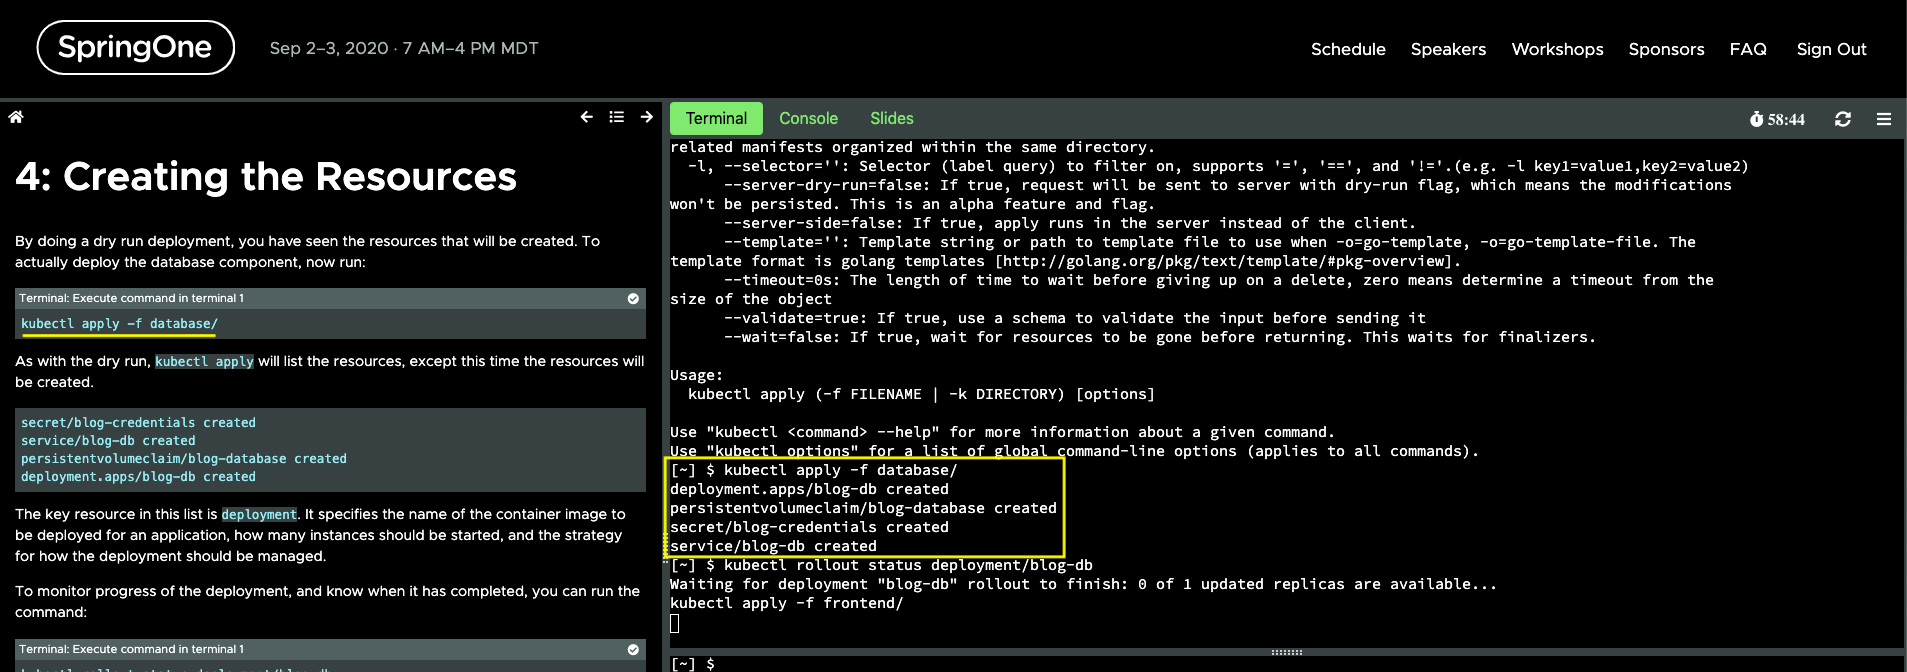 SpringOne
Sep 2–3, 2020 · 7 AM–4 PM MDT
Schedule Speakers Workshops Sponsors FAQ Sign Out
4: Creating the Resources
By doing a dry run deployment, you have seen the resources that will be created. To
actually deploy the database component, now run:
Terminal: Execute command in terminal 1
kubectl apply -f database/
As with the dry run, kubectl apply will list the resources, except this time the resources will
be created.
secret/blog-credentials created
service/blog-db created
persistentvolumeclaim/blog-database created
deployment.apps/blog-db created
The key resource in this list is deployment. It specifies the name of the container image to
be deployed for an application, how many instances should be started, and the strategy
for how the deployment should be managed.
To monitor progress of the deployment, and know when it has completed, you can run the
command:
Terminal: Execute command in terminal 1
kubectl rollout status deployment/blog-db
Terminal Console Slides
58:44
related manifests organized within the same directory.
-l, --selector='': Selector (label query) to filter on, supports '=', '==', and '!='.(e.g. -l key1=value1,key2=value2)
--server-dry-run=false: If true, request will be sent to server with dry-run flag, which means the modifications
won't be persisted. This is an alpha feature and flag.
--server-side=false: If true, apply runs in the server instead of the client.
--template='': Template string or path to template file to use when -o=go-template, -o=go-template-file. The
template format is golang templates [http://golang.org/pkg/text/template/#pkg-overview].
--timeout=0s: The length of time to wait before giving up on a delete, zero means determine a timeout from the
size of the object
--validate=true: If true, use a schema to validate the input before sending it
--wait=false: If true, wait for resources to be gone before returning. This waits for finalizers.
Usage:
kubectl apply (-f FILENAME | -k DIRECTORY) [options]
Use "kubectl <command> --help" for more information about a given command.
Use "kubectl options" for a list of global command-line options (applies to all commands).
[~] $ kubectl apply -f database/
deployment.apps/blog-db created
persistentvolumeclaim/blog-database created
secret/blog-credentials created
service/blog-db created
[~] $ kubectl rollout status deployment/blog-db
Waiting for deployment "blog-db" rollout to finish: 0 of 1 updated replicas are available...
kubectl apply -f frontend/
[~] $